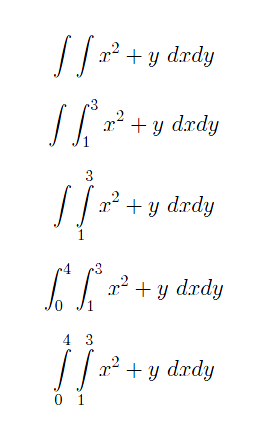 ∫ ∫ x² + y dxdy
∫ ∫₁³ x² + y dxdy
∫ ∫₁³ x² + y dxdy
∫₀⁴ ∫₁³ x² + y dxdy
∫₀⁴ ∫₁³ x² + y dxdy